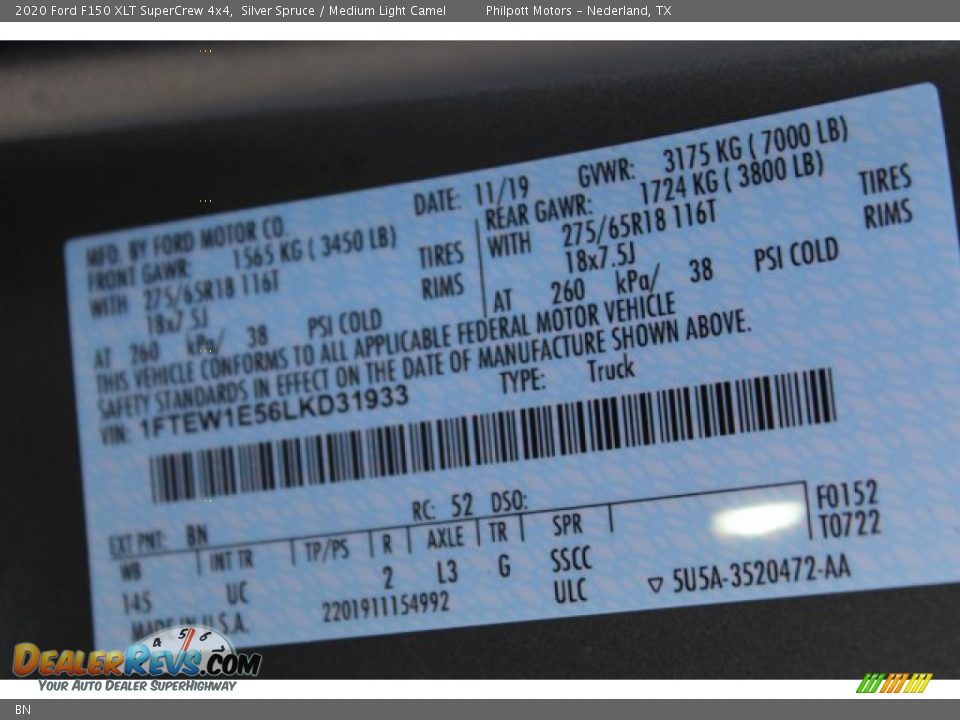 2020 Ford F150 XLT SuperCrew 4x4, Silver Spruce / Medium Light Camel Philpott Motors – Nederland, TX
MFD. BY FORD MOTOR CO. DATE: 11/19 GVWR: 3175 KG ( 7000 LB)
FRONT GAWR: 1565 KG ( 3450 LB) REAR GAWR: 1724 KG ( 3800 LB)
WITH 275/65R18 116T TIRES WITH 275/65R18 116T TIRES
18x7.5J RIMS 18x7.5J RIMS
AT 260 kPa/ 38 PSI COLD AT 260 kPa/ 38 PSI COLD
THIS VEHICLE CONFORMS TO ALL APPLICABLE FEDERAL MOTOR VEHICLE
SAFETY STANDARDS IN EFFECT ON THE DATE OF MANUFACTURE SHOWN ABOVE.
VIN: 1FTEW1E56LKD31933 TYPE: Truck
EXT PNT: BN RC: 52 DSO: F0152
WB INT TR TP/PS R AXLE TR SPR T0722
145 UC 2 L3 G SSCC
2201911154992 ULC ▽ 5U5A-3520472-AA
MADE IN U.S.A.
4 5 6 7
DEALERREVS.COM
YOUR AUTO DEALER SUPERHIGHWAY
BN